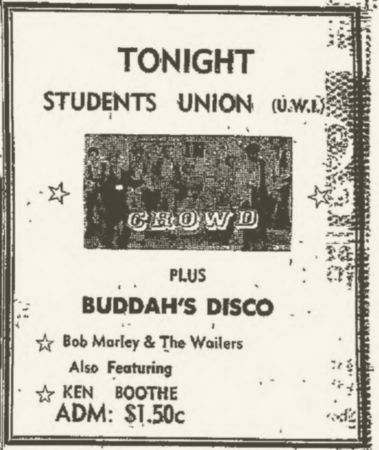 TONIGHT
STUDENTS UNION (U.W.I.)
CROWD
PLUS
BUDDAH'S DISCO
Bob Marley & The Wailers
Also Featuring
KEN BOOTHE
ADM: $1.50c